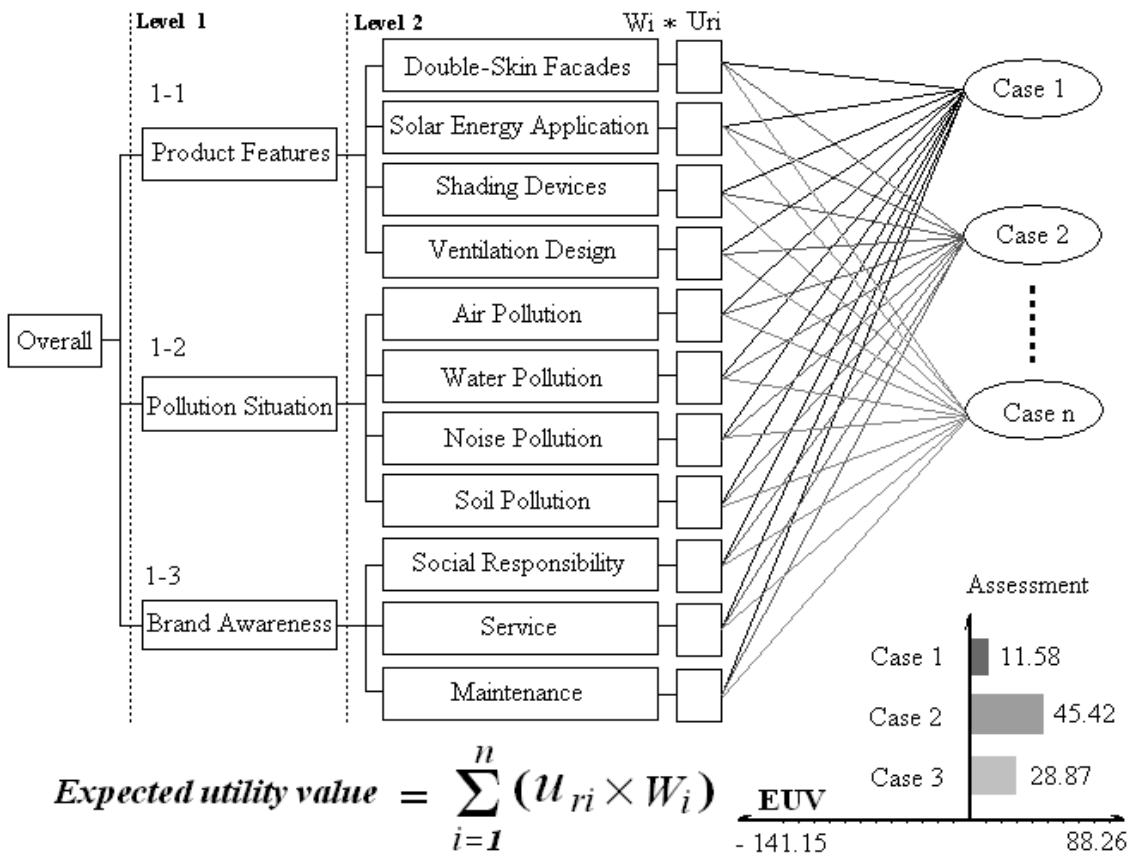 Level 1
Level 2
Wi * Uri
1-1
Product Features
Double-Skin Facades
Solar Energy Application
Shading Devices
Ventilation Design
Overall
1-2
Pollution Situation
Air Pollution
Water Pollution
Noise Pollution
Soil Pollution
1-3
Brand Awareness
Social Responsibility
Service
Maintenance
Case 1
Case 2
Case n
Assessment
Case 1 11.58
Case 2 45.42
Case 3 28.87
EUV
- 141.15 88.26
Expected utility value = n ∑ i=1 (u ri × W i)